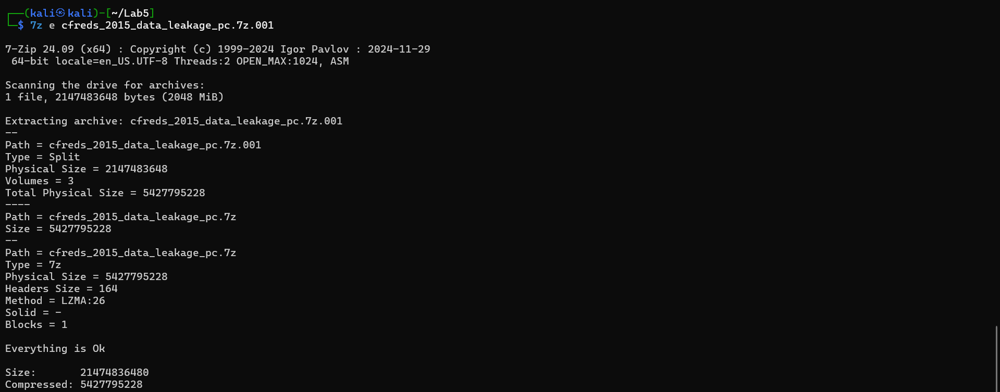 ┌──(kali㉿kali)-[~/Lab5]
└─$ 7z e cfreds_2015_data_leakage_pc.7z.001
7-Zip 24.09 (x64) : Copyright (c) 1999-2024 Igor Pavlov : 2024-11-29
64-bit locale=en_US.UTF-8 Threads:2 OPEN_MAX:1024, ASM
Scanning the drive for archives:
1 file, 2147483648 bytes (2048 MiB)
Extracting archive: cfreds_2015_data_leakage_pc.7z.001
--
Path = cfreds_2015_data_leakage_pc.7z.001
Type = Split
Physical Size = 2147483648
Volumes = 3
Total Physical Size = 5427795228
----
Path = cfreds_2015_data_leakage_pc.7z
Size = 5427795228
--
Path = cfreds_2015_data_leakage_pc.7z
Type = 7z
Physical Size = 5427795228
Headers Size = 164
Method = LZMA:26
Solid = -
Blocks = 1
Everything is Ok
Size:       21474836480
Compressed: 5427795228